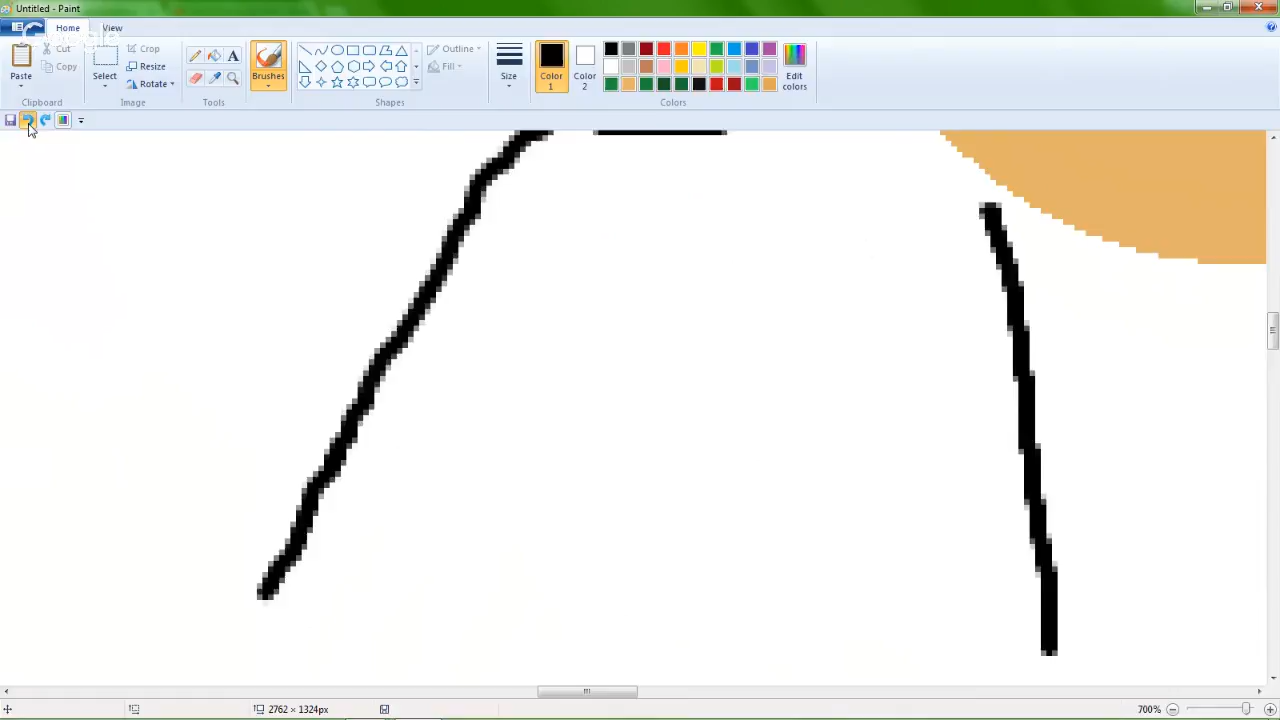 Untitled - Paint
Home View
Cut
Copy
Paste
Clipboard
Select
Crop
Resize
Rotate
Image
Tools
Brushes
Outline
Fill
Shapes
Size
Color 1
Color 2
Edit colors
Colors
2762 × 1324px
700%